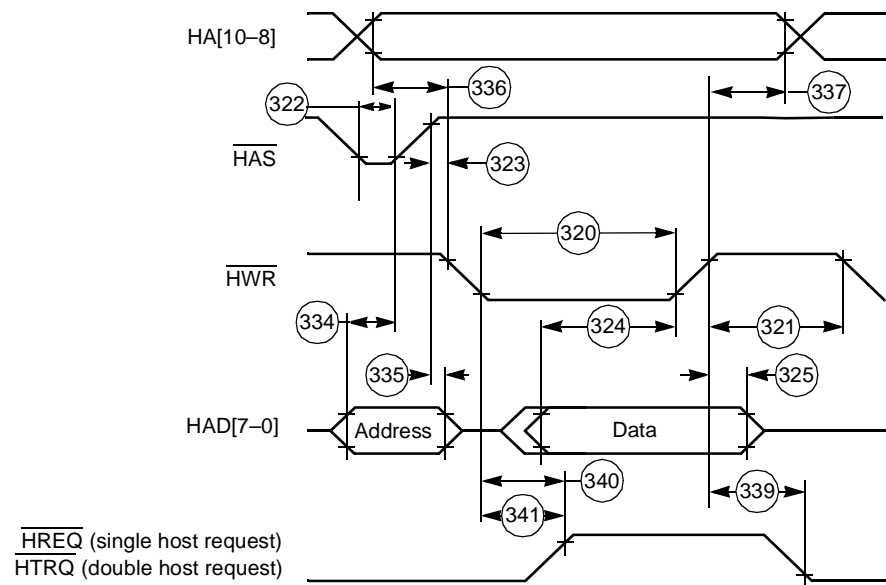 HA[10–8]
336
337
322
HAS
323
320
HWR
334
324
321
335
325
HAD[7–0]
Address
Data
340
341
339
HREQ (single host request)
HTRQ (double host request)